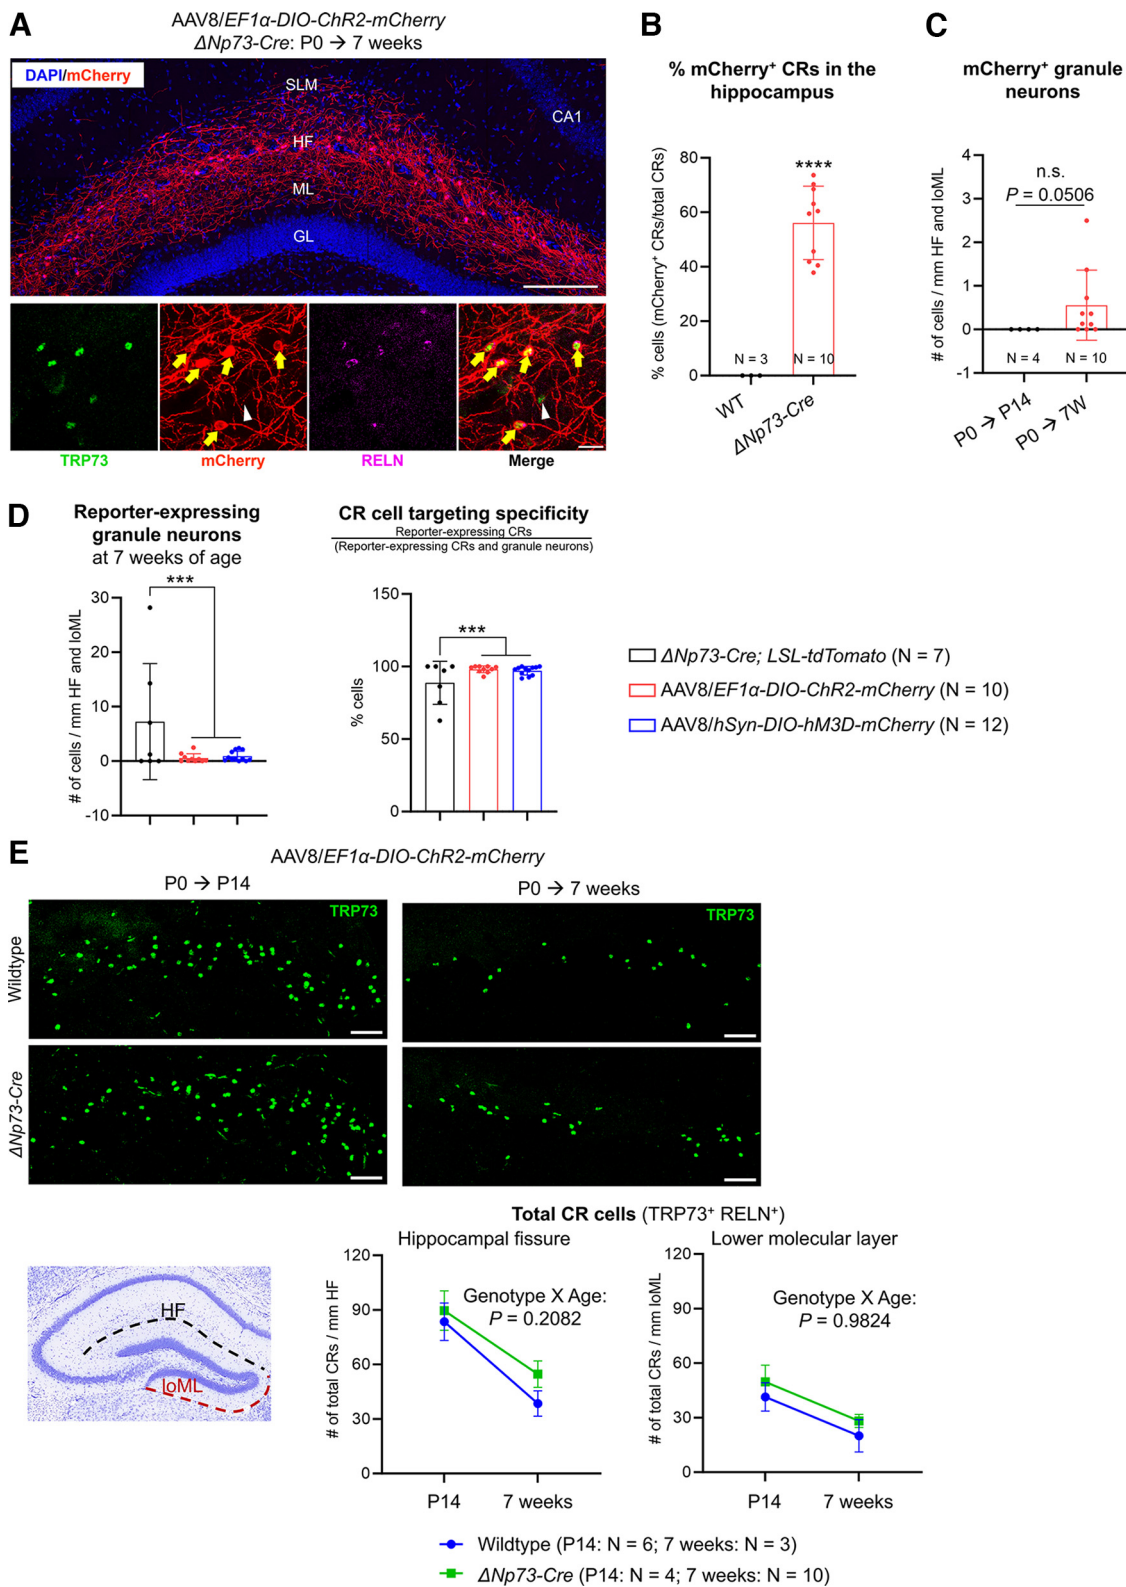 A
AAV8/EF1α-DIO-ChR2-mCherry
ΔNp73-Cre: P0 → 7 weeks
DAPI/mCherry
SLM
CA1
HF
ML
GL
TRP73
mCherry
RELN
Merge
B
% mCherry⁺ CRs in the
hippocampus
% cells (mCherry⁺ CRs/total CRs)
80
60
40
20
0
****
N = 3
N = 10
WT
ΔNp73-Cre
C
mCherry⁺ granule
neurons
# of cells / mm HF and loML
4
3
2
1
0
-1
n.s.
P = 0.0506
N = 4
N = 10
P0 → P14
P0 → 7W
D
Reporter-expressing
granule neurons
at 7 weeks of age
# of cells / mm HF and loML
30
20
10
0
-10
***
CR cell targeting specificity
Reporter-expressing CRs
(Reporter-expressing CRs and granule neurons)
% cells
150
100
50
0
***
ΔNp73-Cre; LSL-tdTomato (N = 7)
AAV8/EF1α-DIO-ChR2-mCherry (N = 10)
AAV8/hSyn-DIO-hM3D-mCherry (N = 12)
E
AAV8/EF1α-DIO-ChR2-mCherry
P0 → P14
P0 → 7 weeks
Wildtype
TRP73
TRP73
ΔNp73-Cre
HF
loML
Total CR cells (TRP73⁺ RELN⁺)
Hippocampal fissure
# of total CRs / mm HF
120
90
60
30
0
Genotype X Age:
P = 0.2082
P14
7 weeks
Lower molecular layer
# of total CRs / mm loML
120
90
60
30
0
Genotype X Age:
P = 0.9824
P14
7 weeks
Wildtype (P14: N = 6; 7 weeks: N = 3)
ΔNp73-Cre (P14: N = 4; 7 weeks: N = 10)